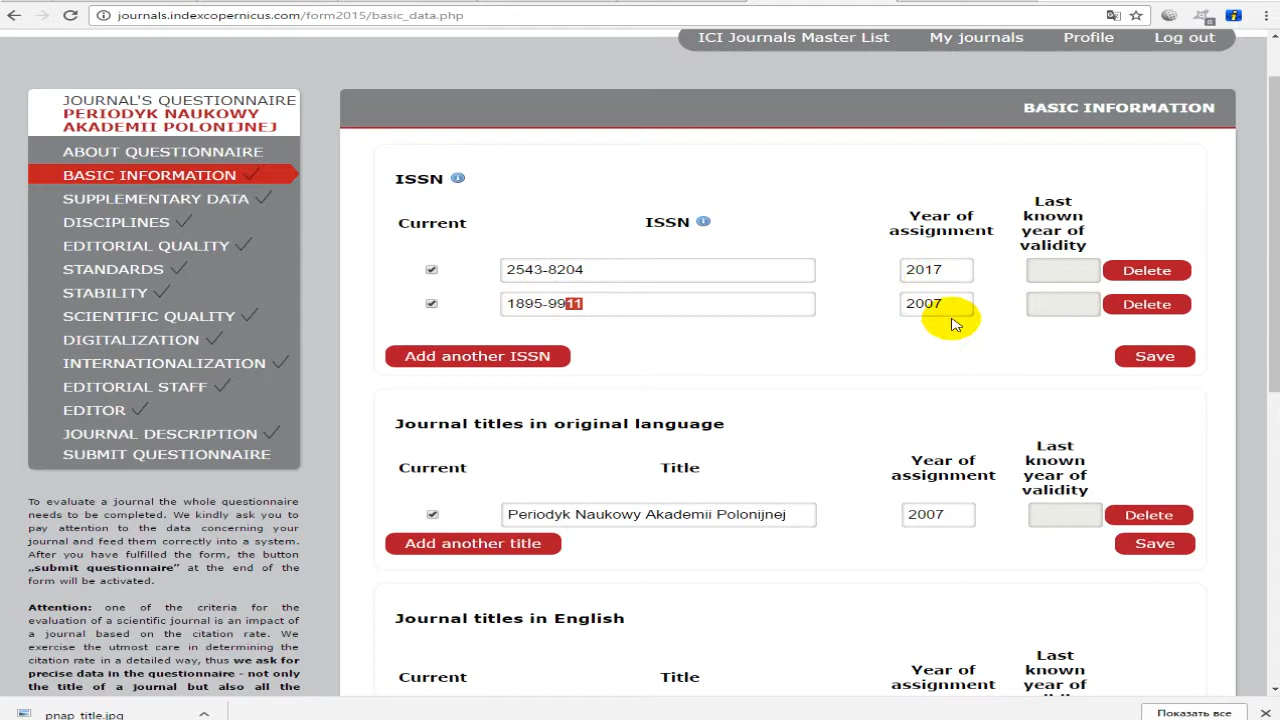 journals.indexcopernicus.com/form2015/basic_data.php
ICI Journals Master List My journals Profile Log out
JOURNAL'S QUESTIONNAIRE
PERIODYK NAUKOWY
AKADEMII POLONIJNEJ
ABOUT QUESTIONNAIRE
BASIC INFORMATION
SUPPLEMENTARY DATA
DISCIPLINES
EDITORIAL QUALITY
STANDARDS
STABILITY
SCIENTIFIC QUALITY
DIGITALIZATION
INTERNATIONALIZATION
EDITORIAL STAFF
EDITOR
JOURNAL DESCRIPTION
SUBMIT QUESTIONNAIRE
To evaluate a journal the whole questionnaire
needs to be completed. We kindly ask you to
pay attention to the data concerning your
journal and feed them correctly into a system.
After you have fulfilled the form, the button
„submit questionnaire” at the end of the
form will be activated.
Attention: one of the criteria for the
evaluation of a scientific journal is an impact of
a journal based on the citation rate. We
exercise the utmost care in determining the
citation rate in a detailed way, thus we ask for
precise data in the questionnaire - not only
the title of a journal but also all the
BASIC INFORMATION
ISSN
Current ISSN Year of assignment Last known year of validity
2543-8204 2017 Delete
1895-9911 2007 Delete
Add another ISSN Save
Journal titles in original language
Current Title Year of assignment Last known year of validity
Periodyk Naukowy Akademii Polonijnej 2007 Delete
Add another title Save
Journal titles in English
Current Title Year of assignment Last known year of
pnap_title.jpg Показать все